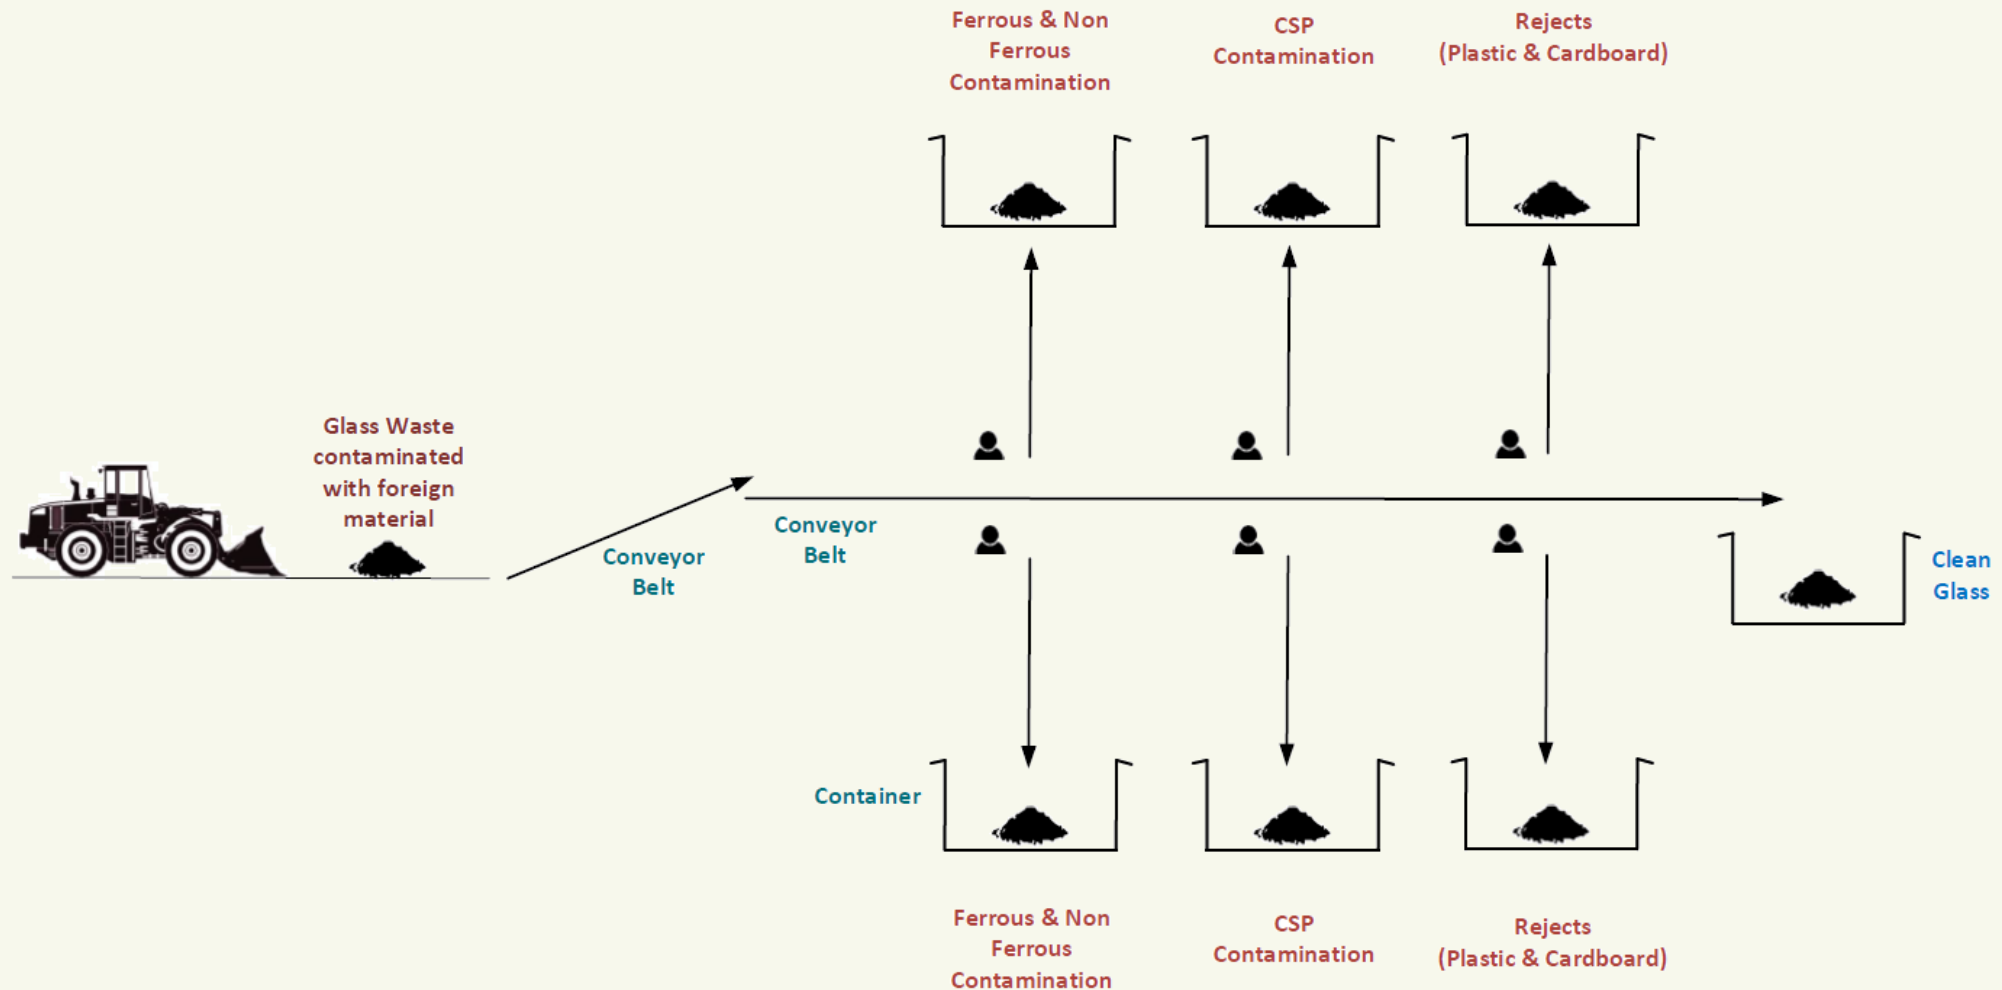 Ferrous & Non
Ferrous
Contamination
CSP
Contamination
Rejects
(Plastic & Cardboard)
Glass Waste
contaminated
with foreign
material
Conveyor
Belt
Conveyor
Belt
Clean
Glass
Container
Ferrous & Non
Ferrous
Contamination
CSP
Contamination
Rejects
(Plastic & Cardboard)